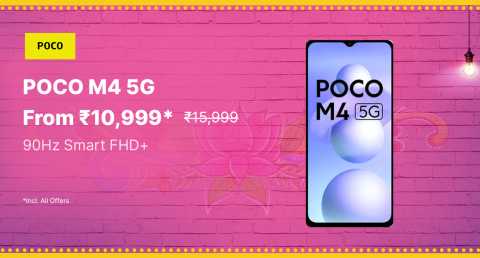 POCO
POCO M4 5G
From ₹10,999* ₹15,999
90Hz Smart FHD+
*Incl. All Offers
POCO
M4 5G